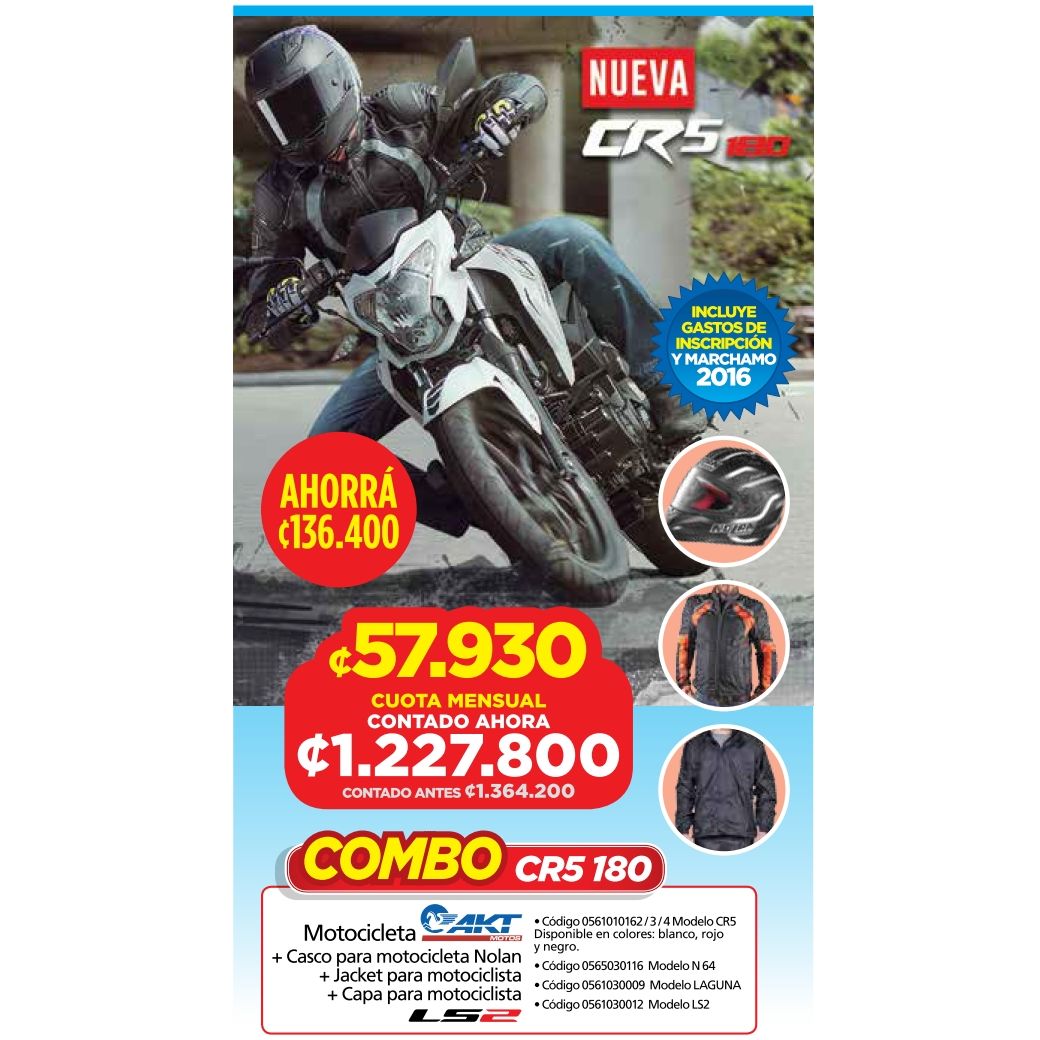 NUEVA
CR5 180
INCLUYE
GASTOS DE
INSCRIPCIÓN
Y MARCHAMO
2016
AHORRÁ
¢136.400
NOLAN
¢57.930
CUOTA MENSUAL
CONTADO AHORA
¢1.227.800
CONTADO ANTES ¢1.364.200
COMBO CR5 180
Motocicleta AKT
MOTOS
+ Casco para motocicleta Nolan
+ Jacket para motociclista
+ Capa para motociclista
LS2
• Código 0561010162 / 3 / 4 Modelo CR5
Disponible en colores: blanco, rojo
y negro.
• Código 0565030116 Modelo N 64
• Código 0561030009 Modelo LAGUNA
• Código 0561030012 Modelo LS2